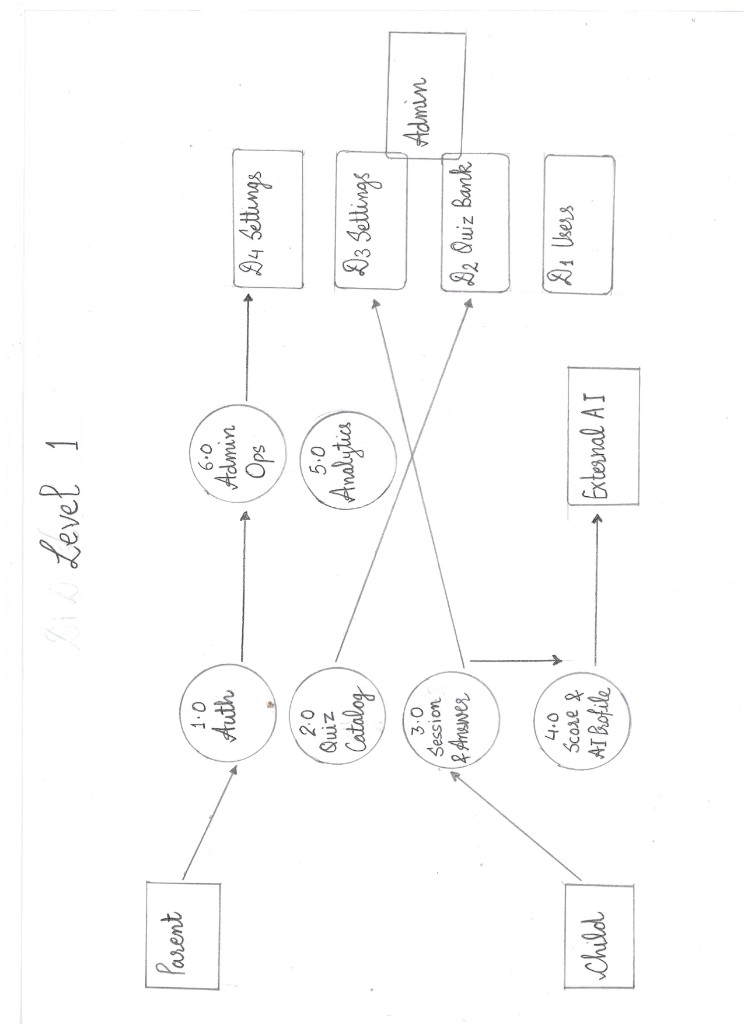 Level 1
Parent
Child
1.0
Auth
2.0
Quiz
Catalog
3.0
Session
& Answer
4.0
Score &
AI Profile
6.0
Admin
Ops
5.0
Analytics
External AI
D4 Settings
D3 Settings
D2 Quiz Bank
D1 Users
Admin